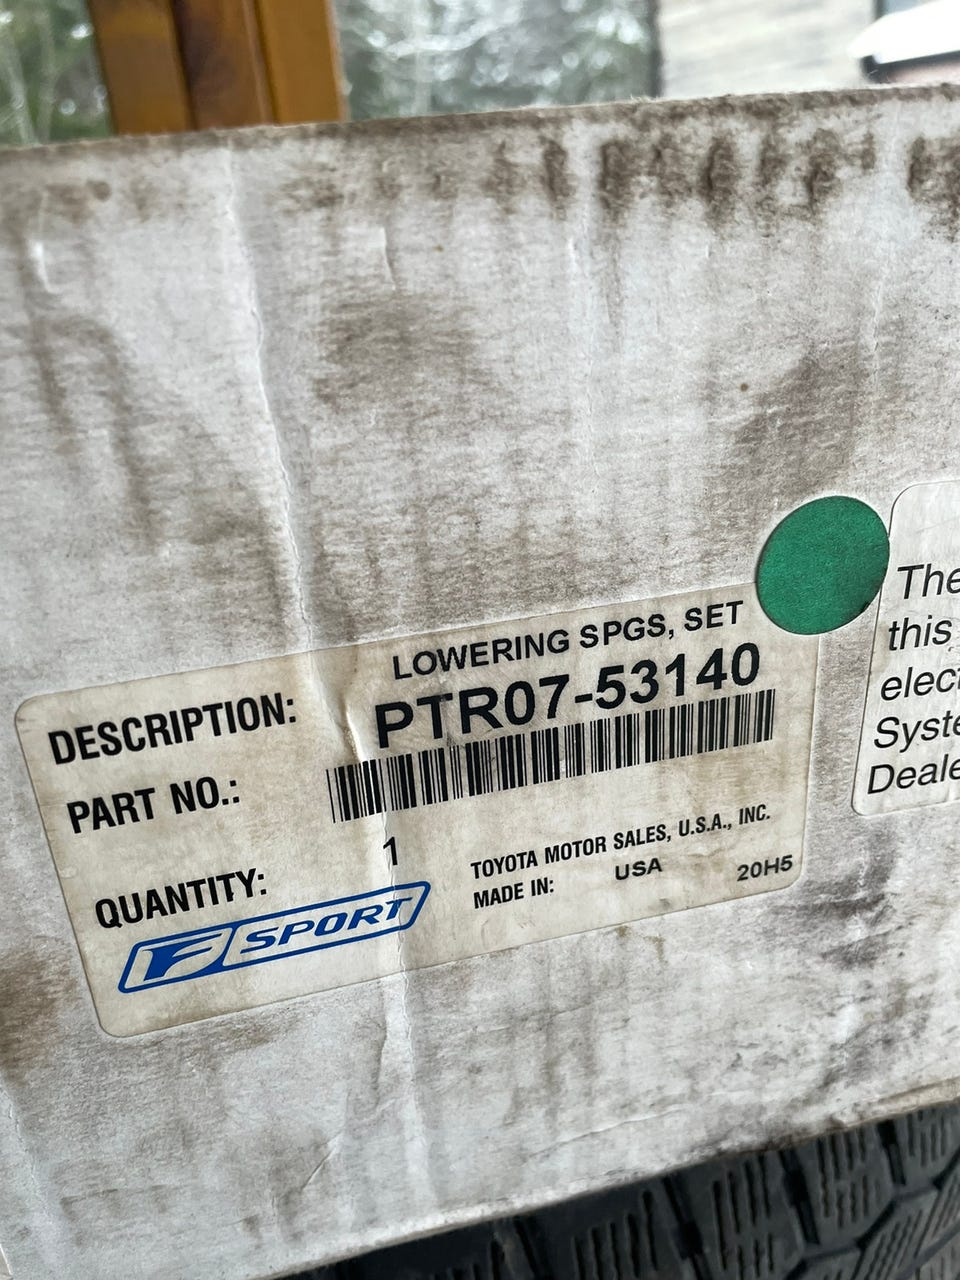 DESCRIPTION: LOWERING SPGS, SET
PART NO.: PTR07-53140
QUANTITY: 1
TOYOTA MOTOR SALES, U.S.A., INC.
MADE IN: USA 20H5
F SPORT
The
this
elect
Syste
Deale